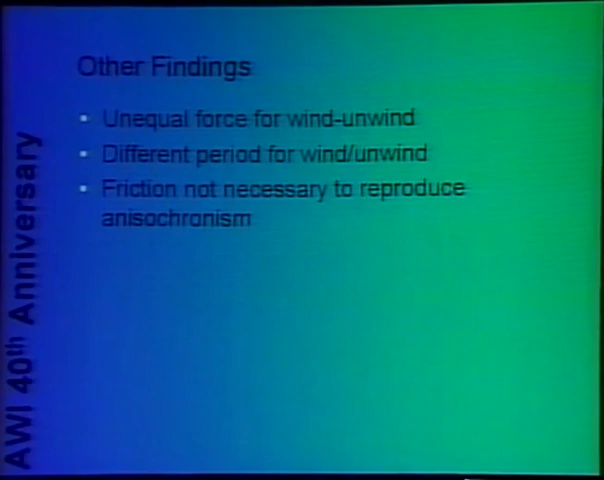 Other Findings
• Unequal force for wind-unwind
• Different period for wind/unwind
• Friction not necessary to reproduce
anisochronism
AWI 40th Anniversary